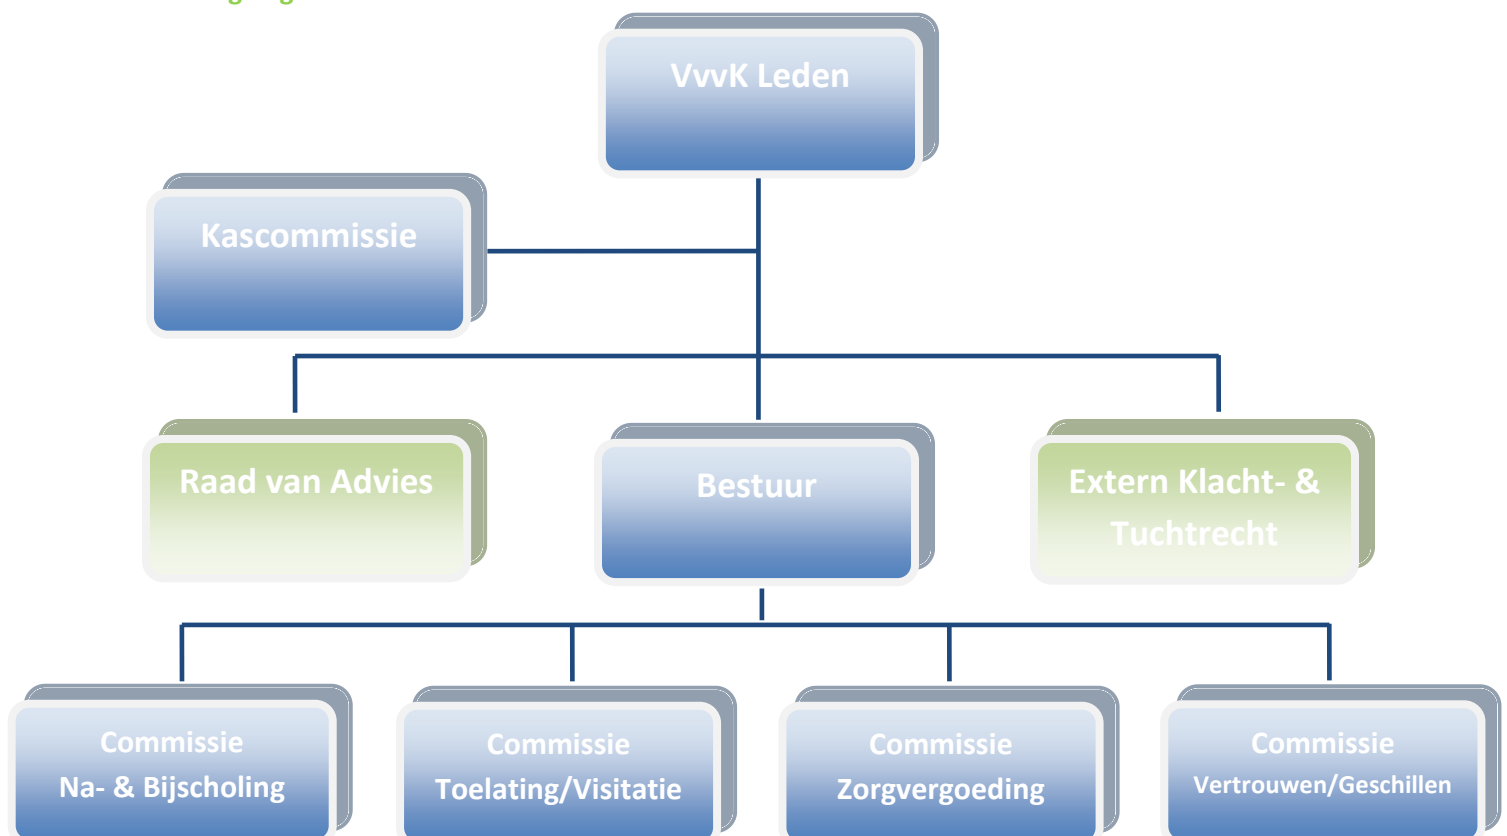 VvvK Leden
Kascommissie
Raad van Advies
Bestuur
Extern Klacht- &
Tuchtrecht
Commissie
Na- & Bijscholing
Commissie
Toelating/Visitatie
Commissie
Zorgvergoeding
Commissie
Vertrouwen/Geschillen